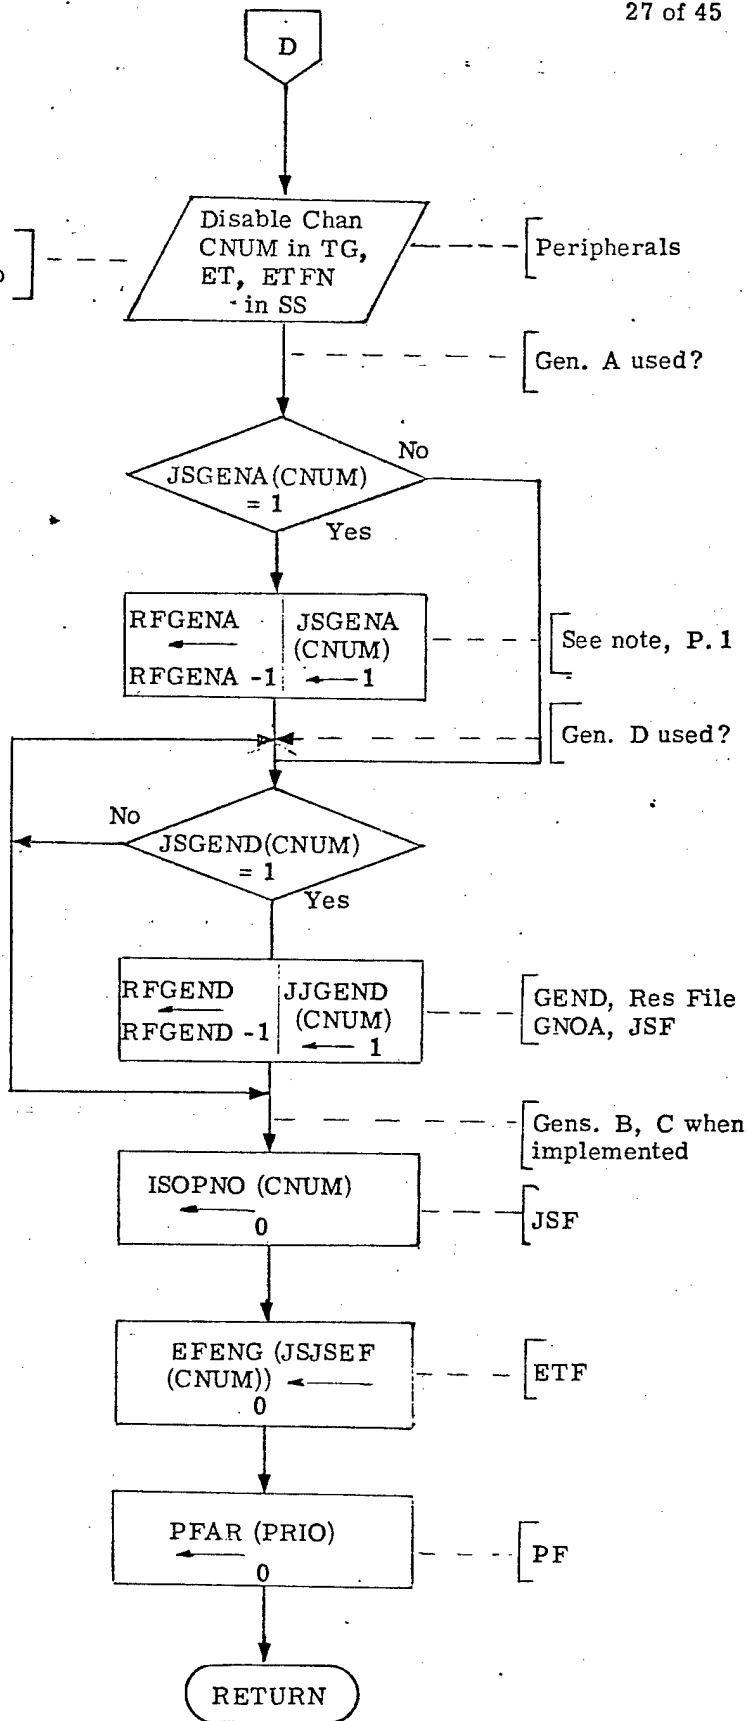 27 of 45
D
Disable Chan
CNUM in TG,
ET, ETFN
in SS
Peripherals
Gen. A used?
No
JSGENA(CNUM)
= 1
Yes
RFGENA
←
RFGENA -1
JSGENA
(CNUM)
← 1
See note, P. 1
Gen. D used?
No
JSGEND(CNUM)
= 1
Yes
RFGEND
←
RFGEND -1
JJGEND
(CNUM)
← 1
GEND, Res File
GNOA, JSF
Gens. B, C when
implemented
ISOPNO (CNUM)
←
0
JSF
EFENG (JSJSEF
(CNUM)) ←
0
ETF
PFAR (PRIO)
←
0
PF
RETURN